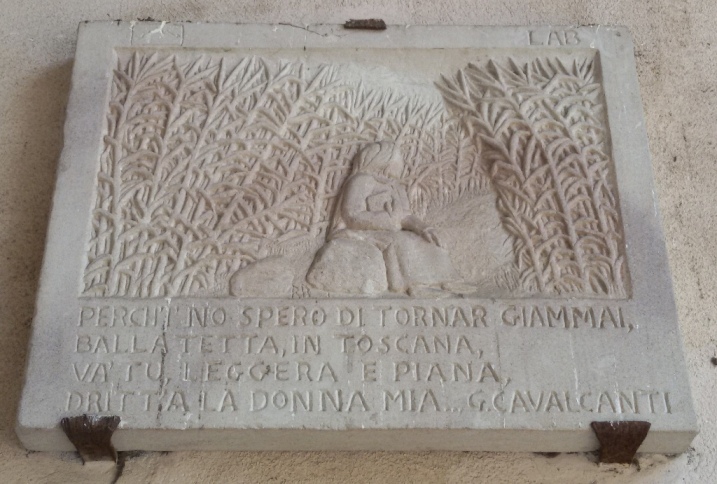 LAB
PERCH'I' NO SPERO DI TORNAR GIAMMAI,
BALLATETTA, IN TOSCANA,
VA' TU, LEGGERA E PIANA,
DRITT'A LA DONNA MIA... G.CAVALCANTI